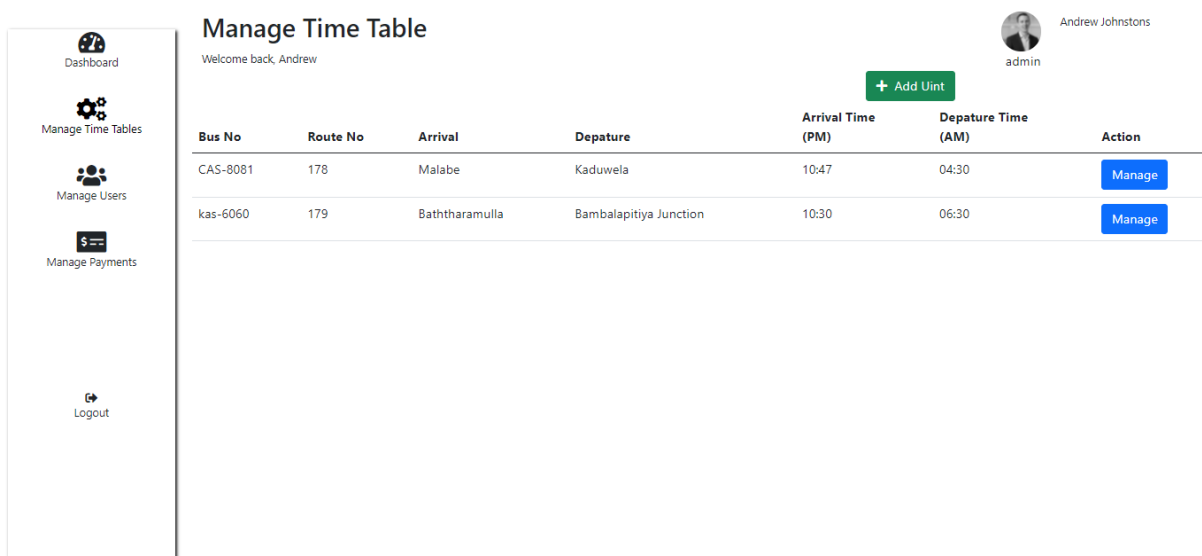 Dashboard
Manage Time Tables
Manage Users
Manage Payments
Logout
Manage Time Table
Welcome back, Andrew
Andrew Johnstons
admin
+ Add Uint
Bus No Route No Arrival Depature Arrival Time (PM) Depature Time (AM) Action
CAS-8081 178 Malabe Kaduwela 10:47 04:30 Manage
kas-6060 179 Baththaramulla Bambalapitiya Junction 10:30 06:30 Manage